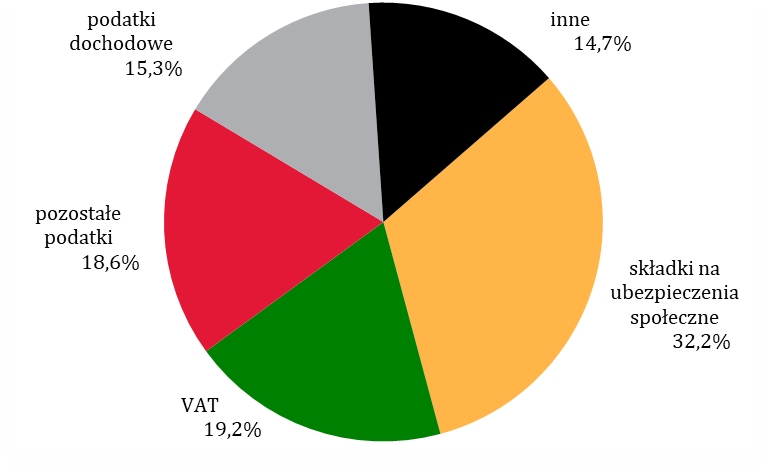 podatki
dochodowe
15,3%
inne
14,7%
pozostałe
podatki
18,6%
składki na
ubezpieczenia
społeczne
32,2%
VAT
19,2%